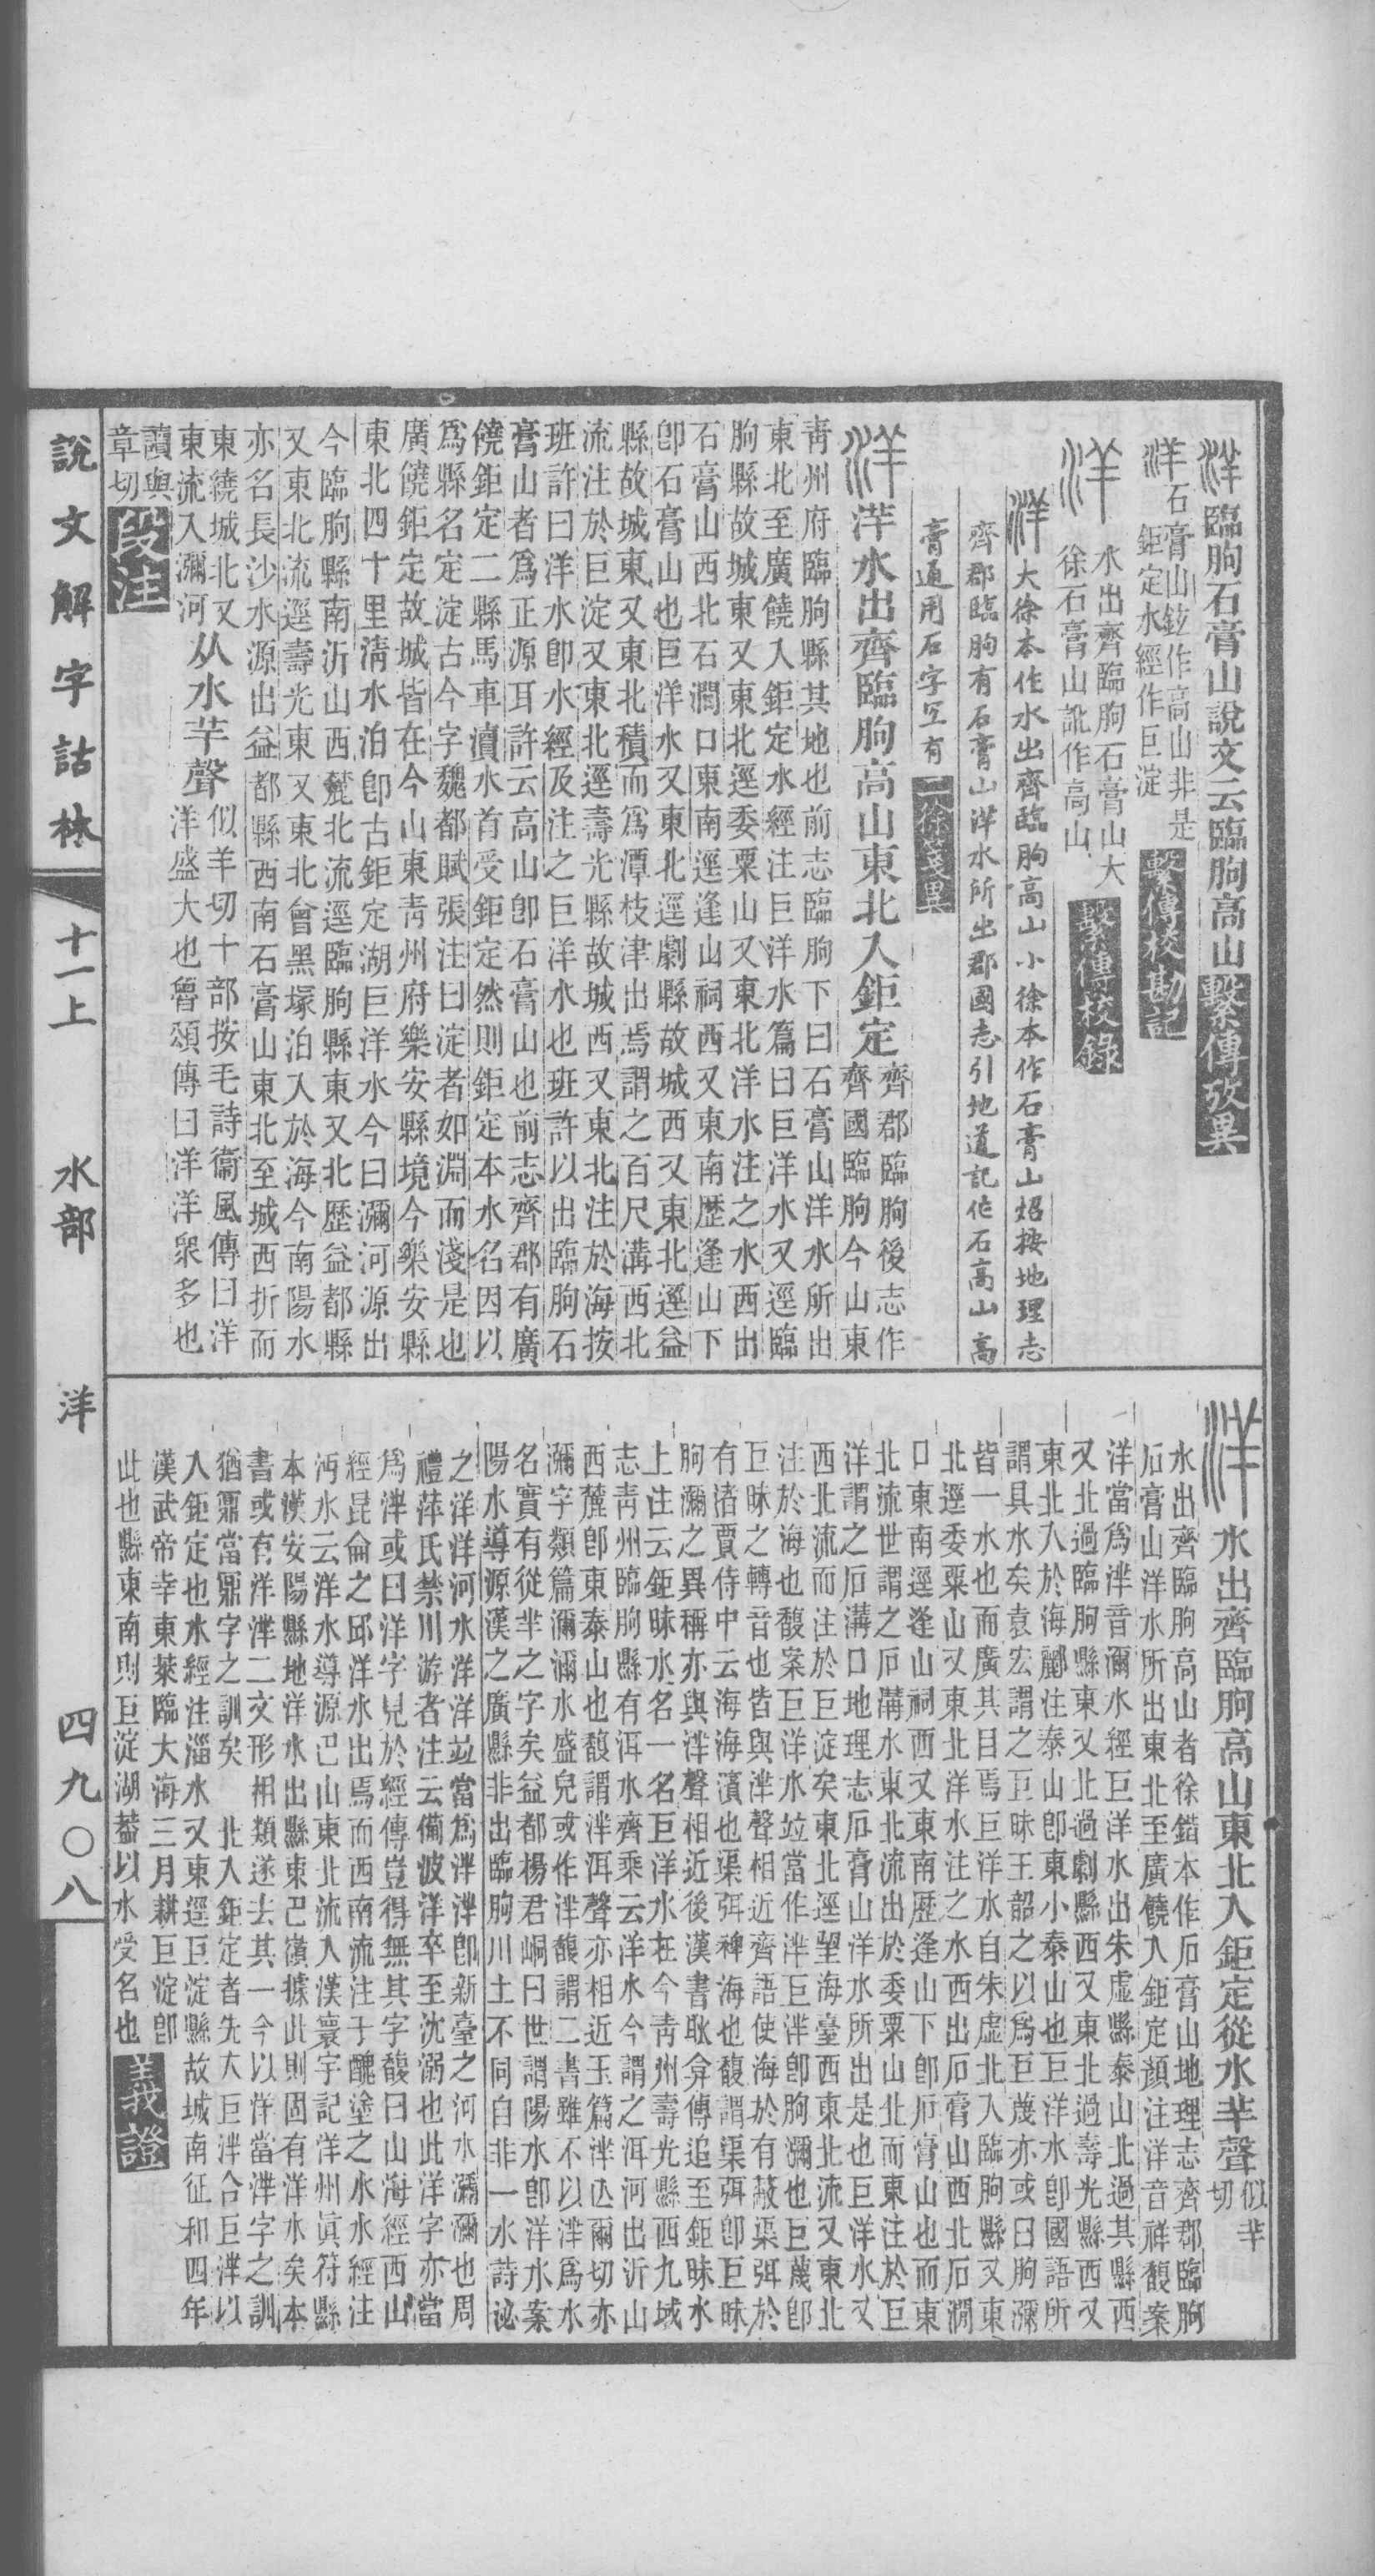 洋臨朐石膏山說文云臨朐高山繫傳攷異
洋石膏山鉉作高山非是
鉅定水經作巨淀繫傳校勘記
洋水出齊臨朐石膏山大
徐石膏山訛作高山繫傳校錄
洋大徐本作水出齊臨朐高山小徐本作石膏山炤按地理志
齊郡臨朐有石膏山洋水所出郡國志引地道記作石高山高
膏通用石字宜有二徐箋異
洋洋水出齊臨朐高山東北入鉅定齊郡臨朐後志作
齊國臨朐今山東
青州府臨朐縣其地也前志臨朐下曰石膏山洋水所出
東北至廣饒入鉅定水經注巨洋水篇曰巨洋水又逕臨
朐縣故城東又東北逕委粟山又東北洋水注之水西出
石膏山西北石澗口東南逕逢山祠西又東南歷逢山下
卽石膏山也巨洋水又東北逕劇縣故城西又東北逕益
縣故城東又東北積而爲潭枝津出焉謂之百尺溝西北
流注於巨淀又東北逕壽光縣故城西又東北注於海按
班許曰洋水卽水經及注之巨洋水也班許以出臨朐石
膏山者爲正源耳許云高山卽石膏山也前志齊郡有廣
饒鉅定二縣馬車瀆水首受鉅定然則鉅定本水名因以
爲縣名定淀古今字魏都賦張注曰淀者如淵而淺是也
廣饒鉅定故城皆在今山東青州府樂安縣境今樂安縣
東北四十里淸水泊卽古鉅定湖巨洋水今曰瀰河源出
今臨朐縣南沂山西麓北流逕臨朐縣東又北歷益都縣
又東北流逕壽光東又東北會黑塚泊入於海今南陽水
亦名長沙水源出益都縣西南石膏山東北至城西折而
東繞城北又
東流入瀰河从水羊聲似羊切十部按毛詩衞風傳曰洋
洋盛大也魯頌傳曰洋洋衆多也
讀與
章切段注
洋水出齊臨朐高山東北入鉅定從水羋聲似羋
切
水出齊臨朐高山者徐鍇本作石膏山地理志齊郡臨朐
石膏山洋水所出東北至廣饒入鉅定顏注洋音祥馥案
洋當爲洋音瀰水經巨洋水出朱虛縣泰山北過其縣西
又北過臨朐縣東又北過劇縣西又東北過壽光縣西又
東北入於海酈注泰山卽東小泰山也巨洋水卽國語所
謂具水矣袁宏謂之巨昧王韶之以爲巨蔑亦或曰朐瀰
皆一水也而廣其目焉巨洋水自朱虛北入臨朐縣又東
北逕委粟山又東北洋水注之水西出石膏山西北石澗
口東南逕逢山祠西又東南歷逢山下卽石膏山也而東
北流世謂之石溝水東北流出於委粟山北而東注於巨
洋謂之石溝口地理志石膏山洋水所出是也巨洋水又
西北流而注於巨淀矣東北逕望海臺西東北流又東北
注於海也馥案巨洋水竝當作洋巨洋卽朐瀰也巨蔑卽
巨昧之轉音也皆與洋聲相近齊語使海於有蔽渠弭於
有渚賈侍中云海海濱也渠弭裨海也馥謂渠弭卽巨昧
朐瀰之異稱亦與洋聲相近後漢書耿弇傳追至鉅昧水
上注云鉅昧水名一名巨洋水在今靑州壽光縣西九域
志靑州臨朐縣有洱水齊乘云洋水今謂之洱河出沂山
西麓卽東泰山也馥謂洋洱聲亦相近玉篇洋亡爾切亦
瀰字類篇瀰瀰水盛皃或作洋馥謂二書雖不以洋爲水
名實有從羋之字矣益都楊君峒曰世謂陽水卽洋水案
陽水導源漢之廣縣非出臨朐川土不同自非一水詩泌
之洋洋河水洋洋竝當爲洋洋卽新臺之河水瀰瀰也周
禮萍氏禁川游者注云備波洋卒至沈溺也此洋字亦當
爲洋或曰洋字見於經傳豈得無其字馥曰山海經西山
經昆侖之邱洋水出焉而西南流注于醜塗之水水經注
沔水云洋水導源巴山東北流入漢寰宇記洋州眞符縣
本漢安陽縣地洋水出縣東巴嶺據此則固有洋水矣本
書或有洋洋二文形相類遂去其一今以洋當洋字之訓
猶𪔂當鼎字之訓矣　北入鉅定者先大巨洋合巨洋以
入鉅定也水經注淄水又東逕巨淀縣故城南征和四年
漢武帝幸東萊臨大海三月耕巨淀卽
此也縣東南則巨淀湖蓋以水受名也義證
說文解字詁林　十一上　水部　洋　四九〇八